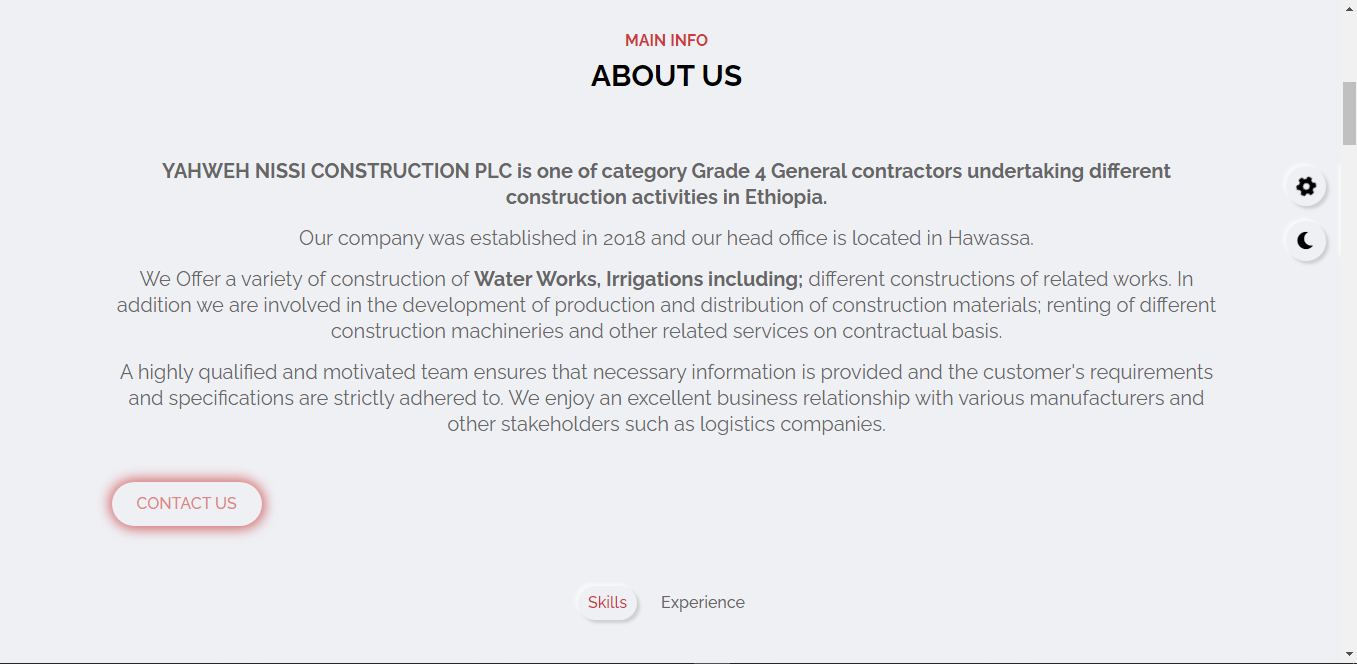 MAIN INFO
ABOUT US
YAHWEH NISSI CONSTRUCTION PLC is one of category Grade 4 General contractors undertaking different
construction activities in Ethiopia.
Our company was established in 2018 and our head office is located in Hawassa.
We Offer a variety of construction of Water Works, Irrigations including; different constructions of related works. In
addition we are involved in the development of production and distribution of construction materials; renting of different
construction machineries and other related services on contractual basis.
A highly qualified and motivated team ensures that necessary information is provided and the customer's requirements
and specifications are strictly adhered to. We enjoy an excellent business relationship with various manufacturers and
other stakeholders such as logistics companies.
CONTACT US
Skills Experience